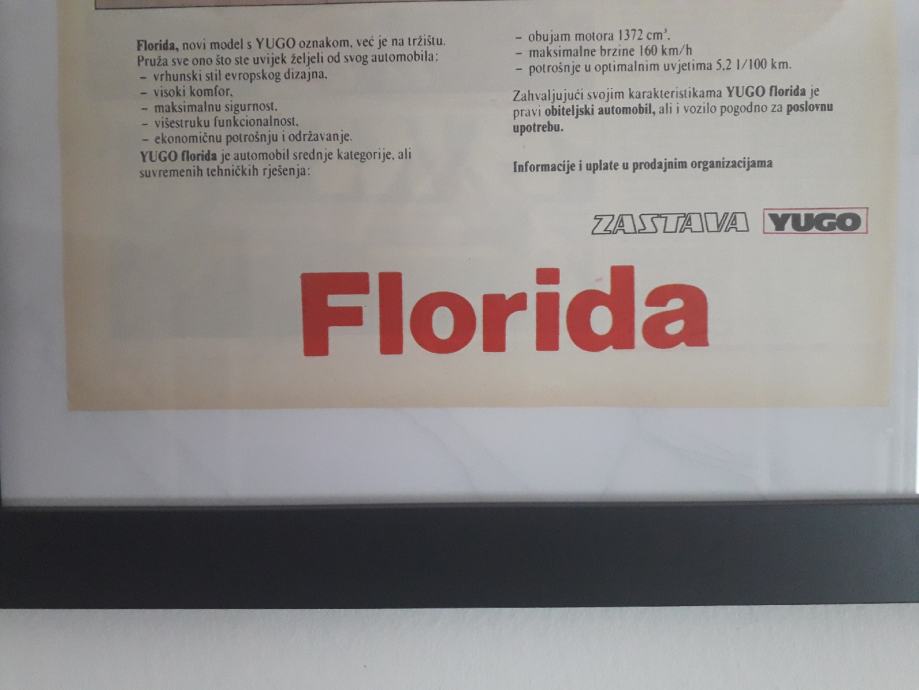 Florida, novi model s YUGO oznakom, već je na tržištu.
Pruža sve ono što ste uvijek željeli od svog automobila:
– vrhunski stil evropskog dizajna,
– visoki komfor,
– maksimalnu sigurnost,
– višestruku funkcionalnost,
– ekonomičnu potrošnju i održavanje.
YUGO florida je automobil srednje kategorije, ali
suvremenih tehničkih rješenja:
– obujam motora 1372 cm³,
– maksimalne brzine 160 km/h
– potrošnje u optimalnim uvjetima 5,2 l/100 km.
Zahvaljujući svojim karakteristikama YUGO florida je
pravi obiteljski automobil, ali i vozilo pogodno za poslovnu
upotrebu.
Informacije i uplate u prodajnim organizacijama
ZASTAVA YUGO
Florida